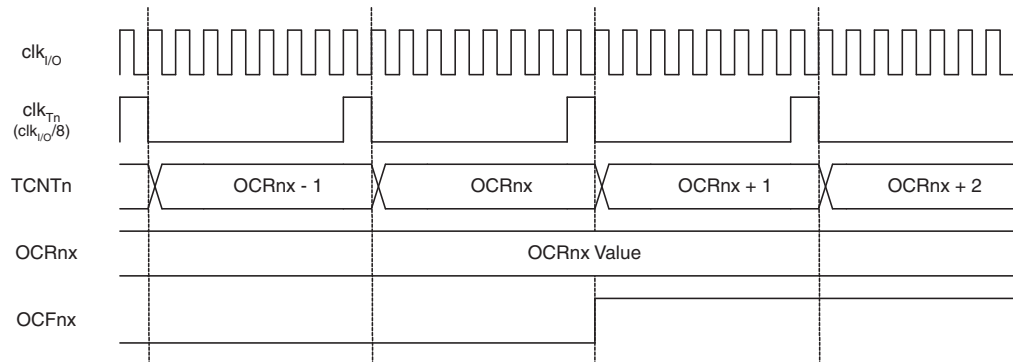 clkI/O
clkTn
(clkI/O/8)
TCNTn OCRnx - 1 OCRnx OCRnx + 1 OCRnx + 2
OCRnx OCRnx Value
OCFnx